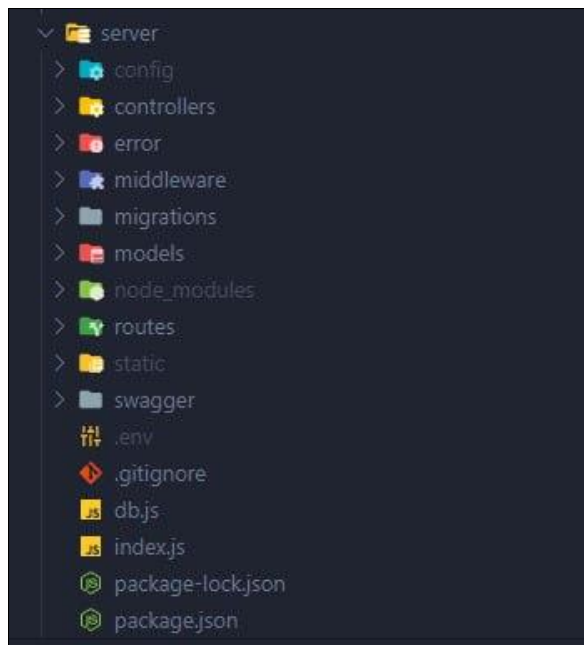 server
config
controllers
error
middleware
migrations
models
node_modules
routes
static
swagger
.env
.gitignore
db.js
index.js
package-lock.json
package.json